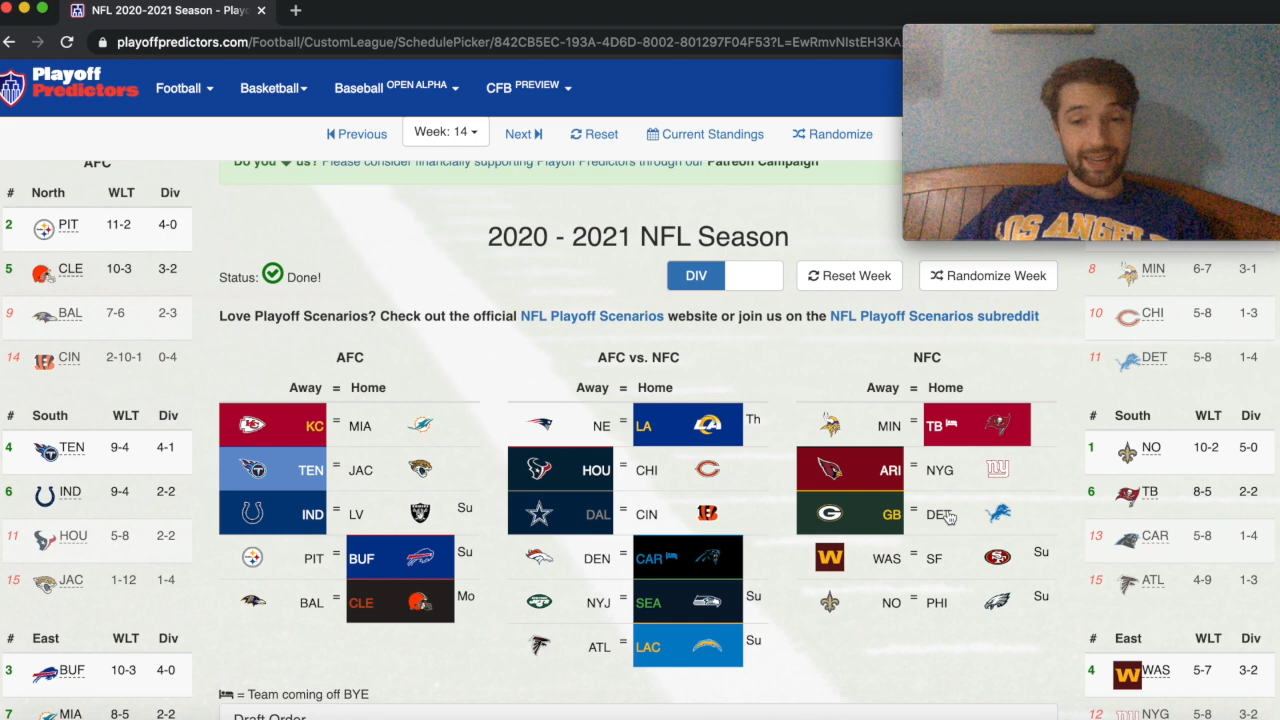 NFL 2020-2021 Season - Playo
playoffpredictors.com/Football/CustomLeague/SchedulePicker/842CB5EC-193A-4D6D-8002-801297F04F53?L=EwRmvNIstEH3KA
Playoff Predictors
Football Basketball Baseball OPEN ALPHA CFB PREVIEW
Previous Week: 14 Next Reset Current Standings Randomize
Do you us? Please consider financially supporting Playoff Predictors through our Patreon Campaign
LOS ANGELES
2020 - 2021 NFL Season
Status: Done!
DIV Reset Week Randomize Week
Love Playoff Scenarios? Check out the official NFL Playoff Scenarios website or join us on the NFL Playoff Scenarios subreddit
AFC
# North WLT Div
2 PIT 11-2 4-0
5 CLE 10-3 3-2
9 BAL 7-6 2-3
14 CIN 2-10-1 0-4
# South WLT Div
4 TEN 9-4 4-1
6 IND 9-4 2-2
11 HOU 5-8 2-2
15 JAC 1-12 1-4
# East WLT Div
3 BUF 10-3 4-0
7 MIA 8-5 2-2
AFC
Away = Home
KC = MIA
TEN = JAC
IND = LV Su
PIT = BUF Su
BAL = CLE Mo
AFC vs. NFC
Away = Home
NE = LA Th
HOU = CHI
DAL = CIN
DEN = CAR
NYJ = SEA Su
ATL = LAC Su
NFC
Away = Home
MIN = TB
ARI = NYG
GB = DET
W WAS = SF Su
NO = PHI Su
= Team coming off BYE
Draft Order
8 MIN 6-7 3-1
10 CHI 5-8 1-3
11 DET 5-8 1-4
# South WLT Div
1 NO 10-2 5-0
6 TB 8-5 2-2
13 CAR 5-8 1-4
15 ATL 4-9 1-3
# East WLT Div
4 W WAS 5-7 3-2
12 NYG 5-8 3-2